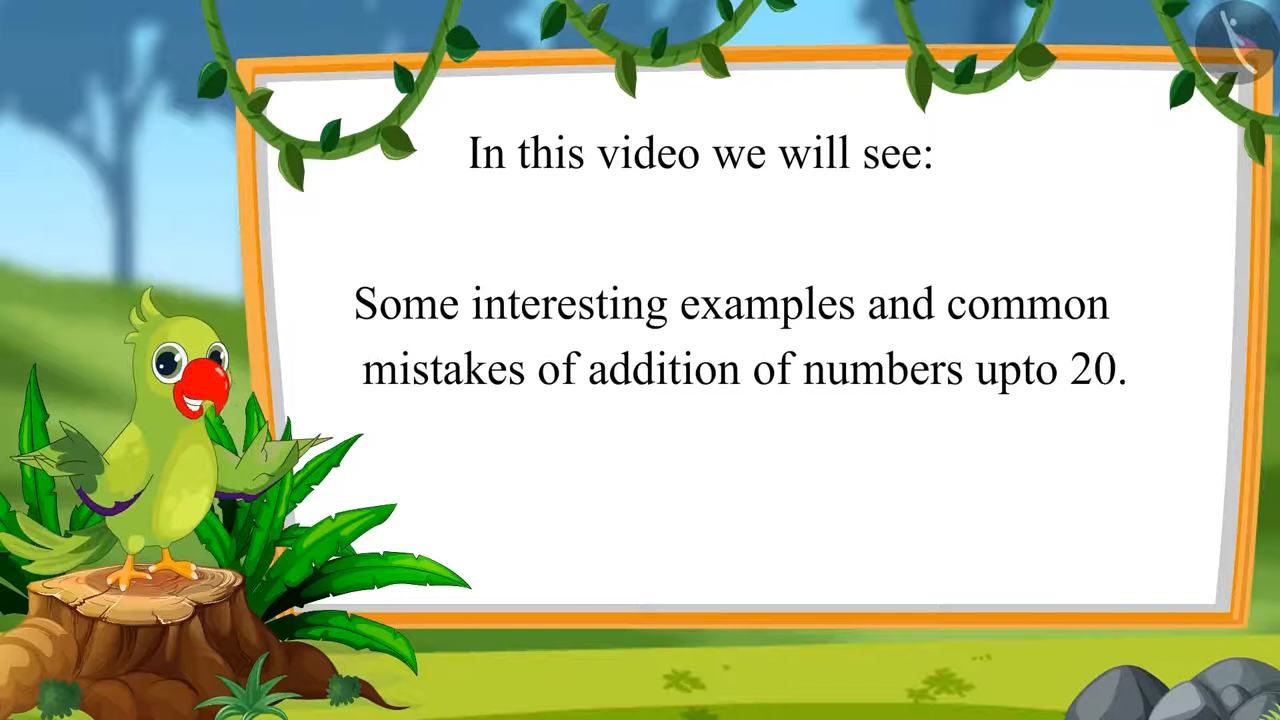 In this video we will see:
Some interesting examples and common
mistakes of addition of numbers upto 20.